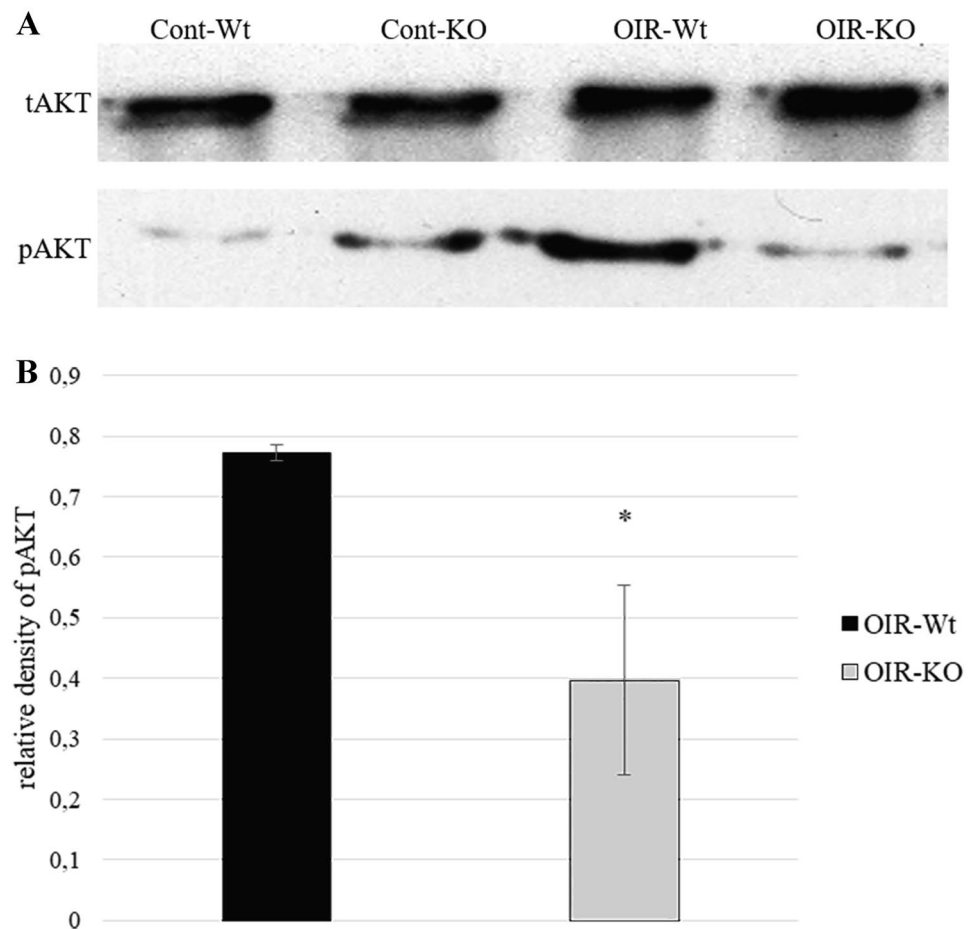 A
Cont-Wt Cont-KO OIR-Wt OIR-KO
tAKT
pAKT
B
relative density of pAKT
0,9
0,8
0,7
0,6
0,5
0,4
0,3
0,2
0,1
0
*
OIR-Wt
OIR-KO